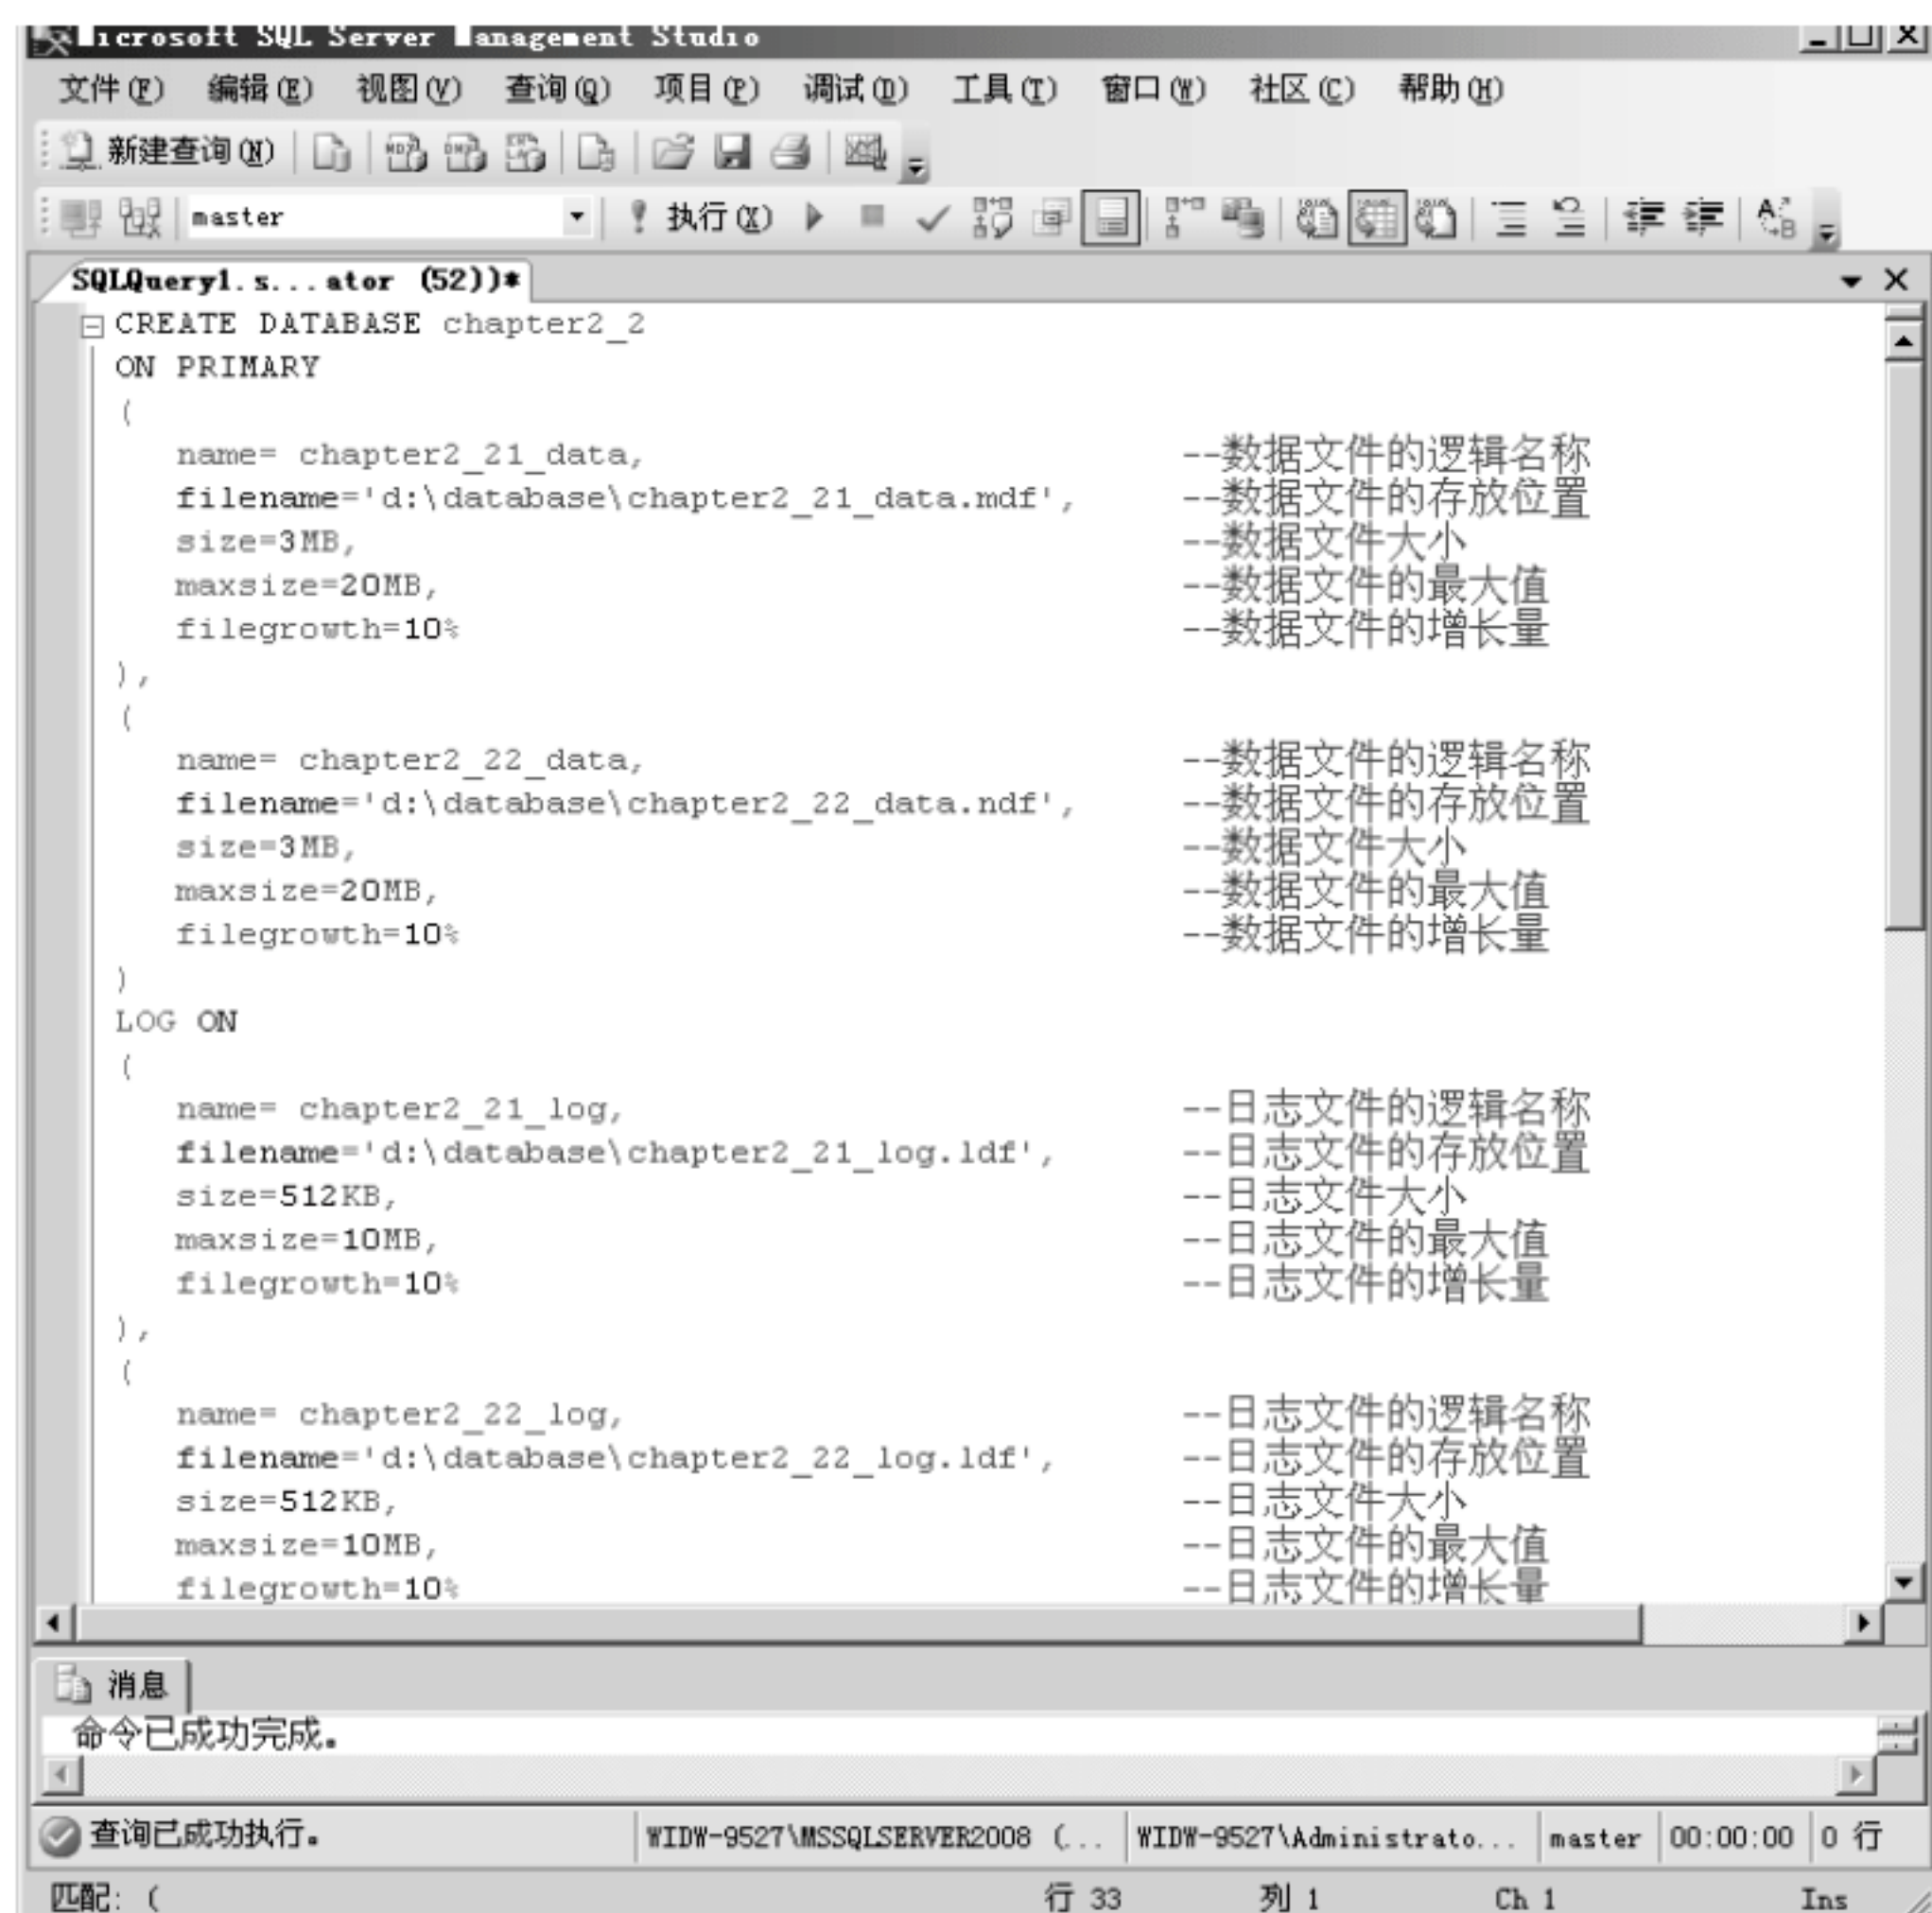 Microsoft SQL Server Management Studio
文件(F) 编辑(E) 视图(V) 查询(Q) 项目(P) 调试(D) 工具(T) 窗口(W) 社区(C) 帮助(H)
新建查询(N)
master 执行(X)
SQLQuery1.s...ator (52))*
CREATE DATABASE chapter2_2
ON PRIMARY
(
name= chapter2_21_data, --数据文件的逻辑名称
filename='d:\database\chapter2_21_data.mdf', --数据文件的存放位置
size=3MB, --数据文件大小
maxsize=20MB, --数据文件的最大值
filegrowth=10% --数据文件的增长量
),
(
name= chapter2_22_data, --数据文件的逻辑名称
filename='d:\database\chapter2_22_data.ndf', --数据文件的存放位置
size=3MB, --数据文件大小
maxsize=20MB, --数据文件的最大值
filegrowth=10% --数据文件的增长量
)
LOG ON
(
name= chapter2_21_log, --日志文件的逻辑名称
filename='d:\database\chapter2_21_log.ldf', --日志文件的存放位置
size=512KB, --日志文件大小
maxsize=10MB, --日志文件的最大值
filegrowth=10% --日志文件的增长量
),
(
name= chapter2_22_log, --日志文件的逻辑名称
filename='d:\database\chapter2_22_log.ldf', --日志文件的存放位置
size=512KB, --日志文件大小
maxsize=10MB, --日志文件的最大值
filegrowth=10% --日志文件的增长量
消息
命令已成功完成。
查询已成功执行。 WIDW-9527\MSSQLSERVER2008 (... WIDW-9527\Administrato... master 00:00:00 0 行
匹配: ( 行 33 列 1 Ch 1 Ins